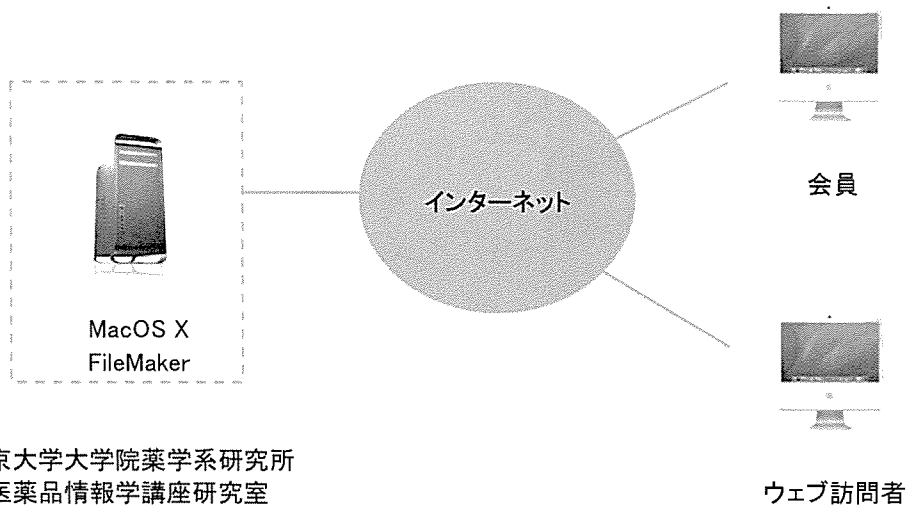 インターネット
会員
MacOS X
FileMaker
京大学大学院薬学系研究所
医薬品情報学講座研究室
ウェブ訪問者